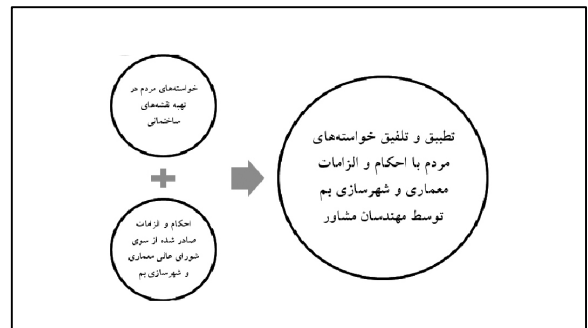 خواسته‌های مردم در
تهیه نقشه‌های
ساختمانی
احکام و الزامات
صادر شده از سوی
شورای عالی معماری
و شهرسازی بم
تطبیق و تلفیق خواسته‌های
مردم با احکام و الزامات
معماری و شهرسازی بم
توسط مهندسان مشاور